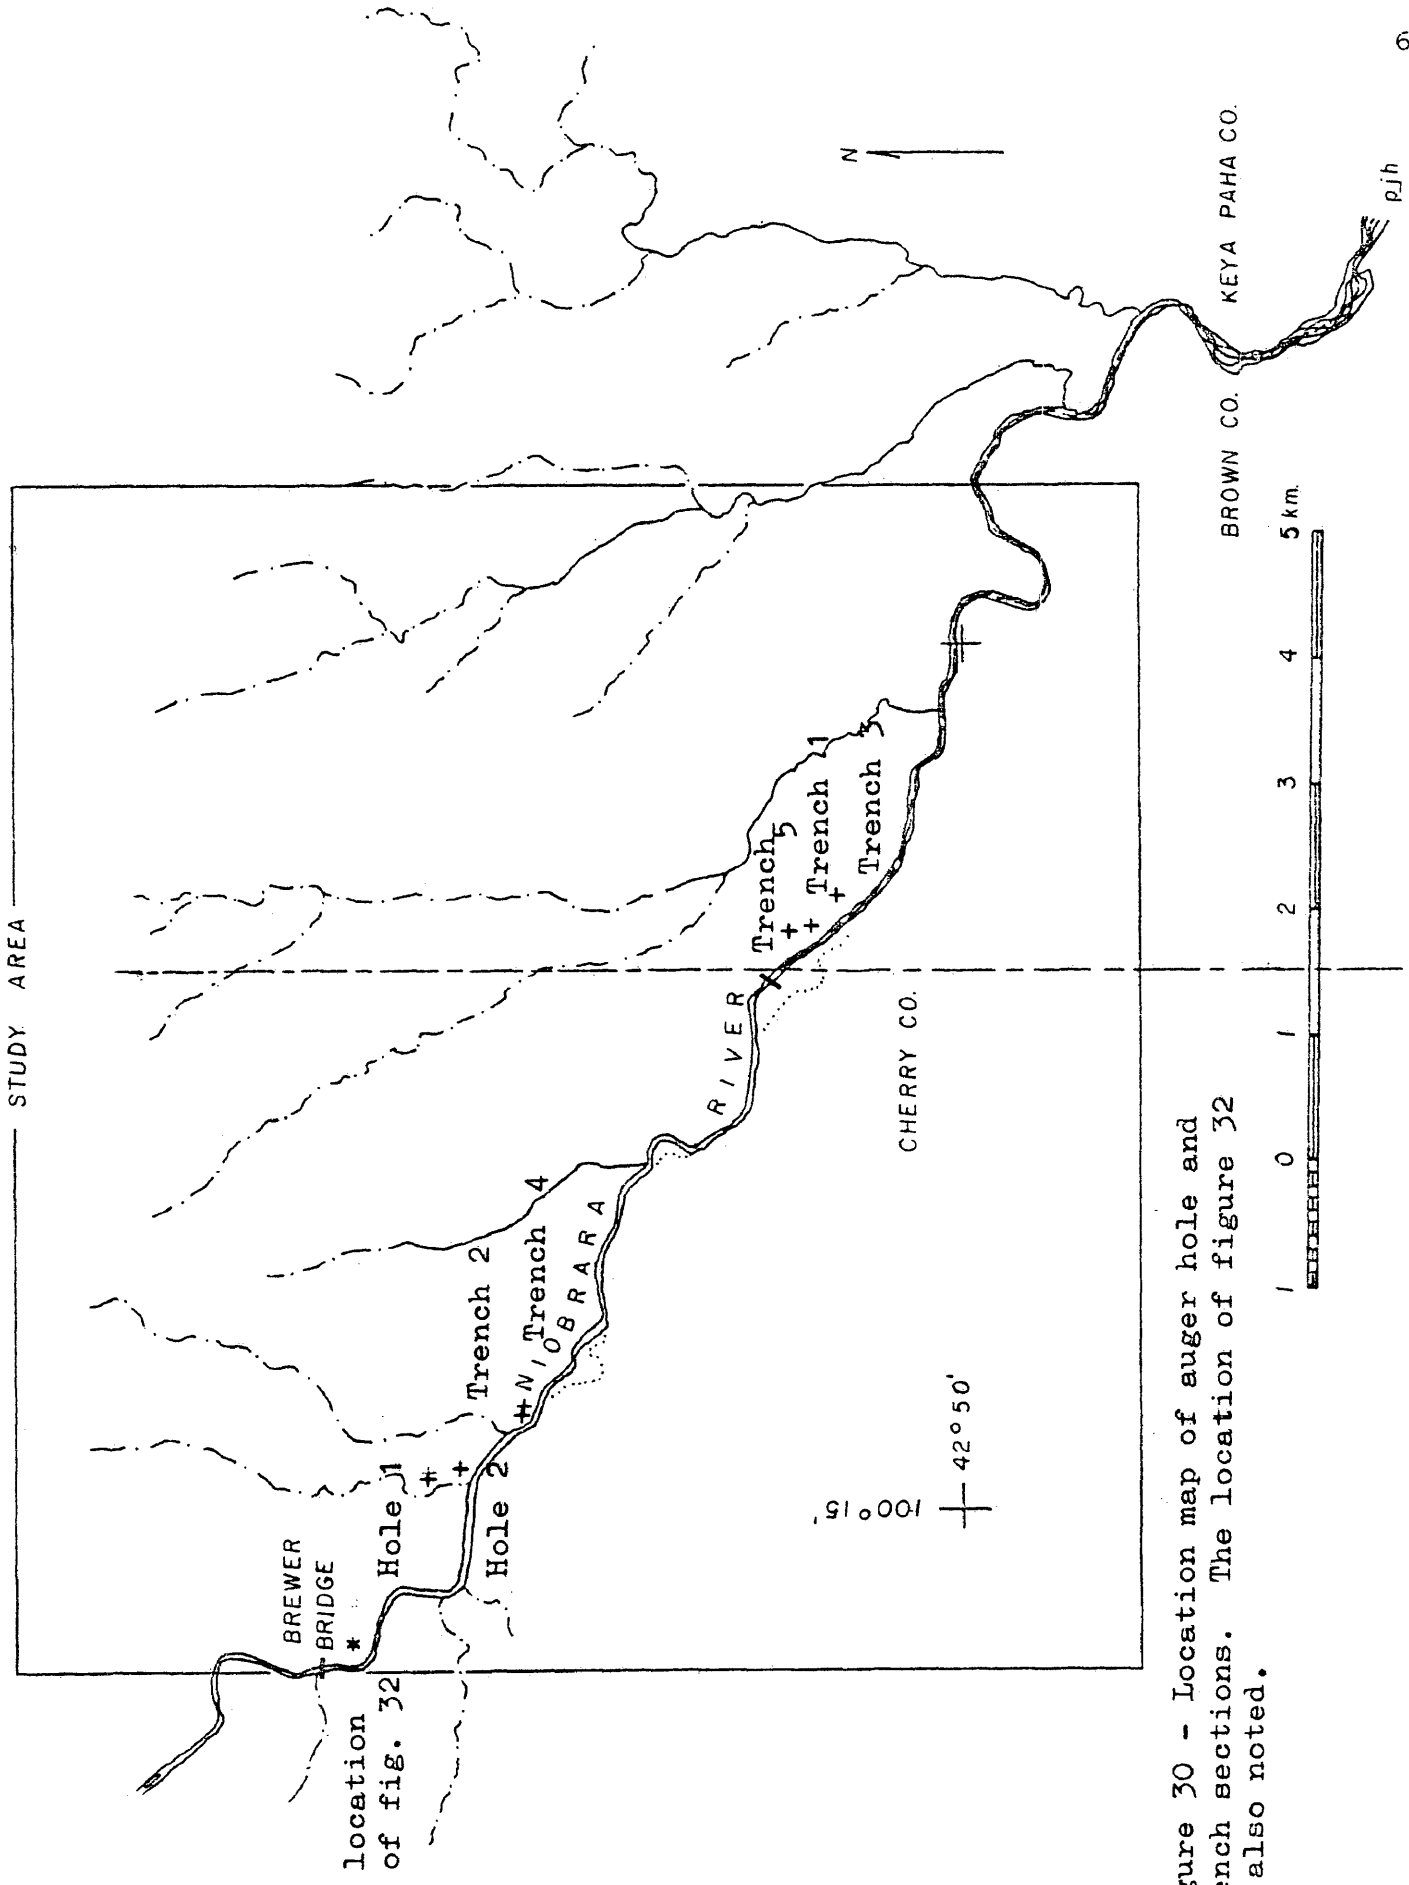 6
STUDY AREA
BREWER
BRIDGE
*
location
of fig. 32
Hole 1
Hole 2
Trench 2
Trench 4
NIOBRARA
RIVER
Trench 5
Trench 1
Trench 3
N
CHERRY CO.
BROWN CO.
KEYA PAHA CO.
100° 15'
42° 50'
pjh
1 0 1 2 3 4 5 km.
gure 30 - Location map of auger hole and
ench sections. The location of figure 32
also noted.